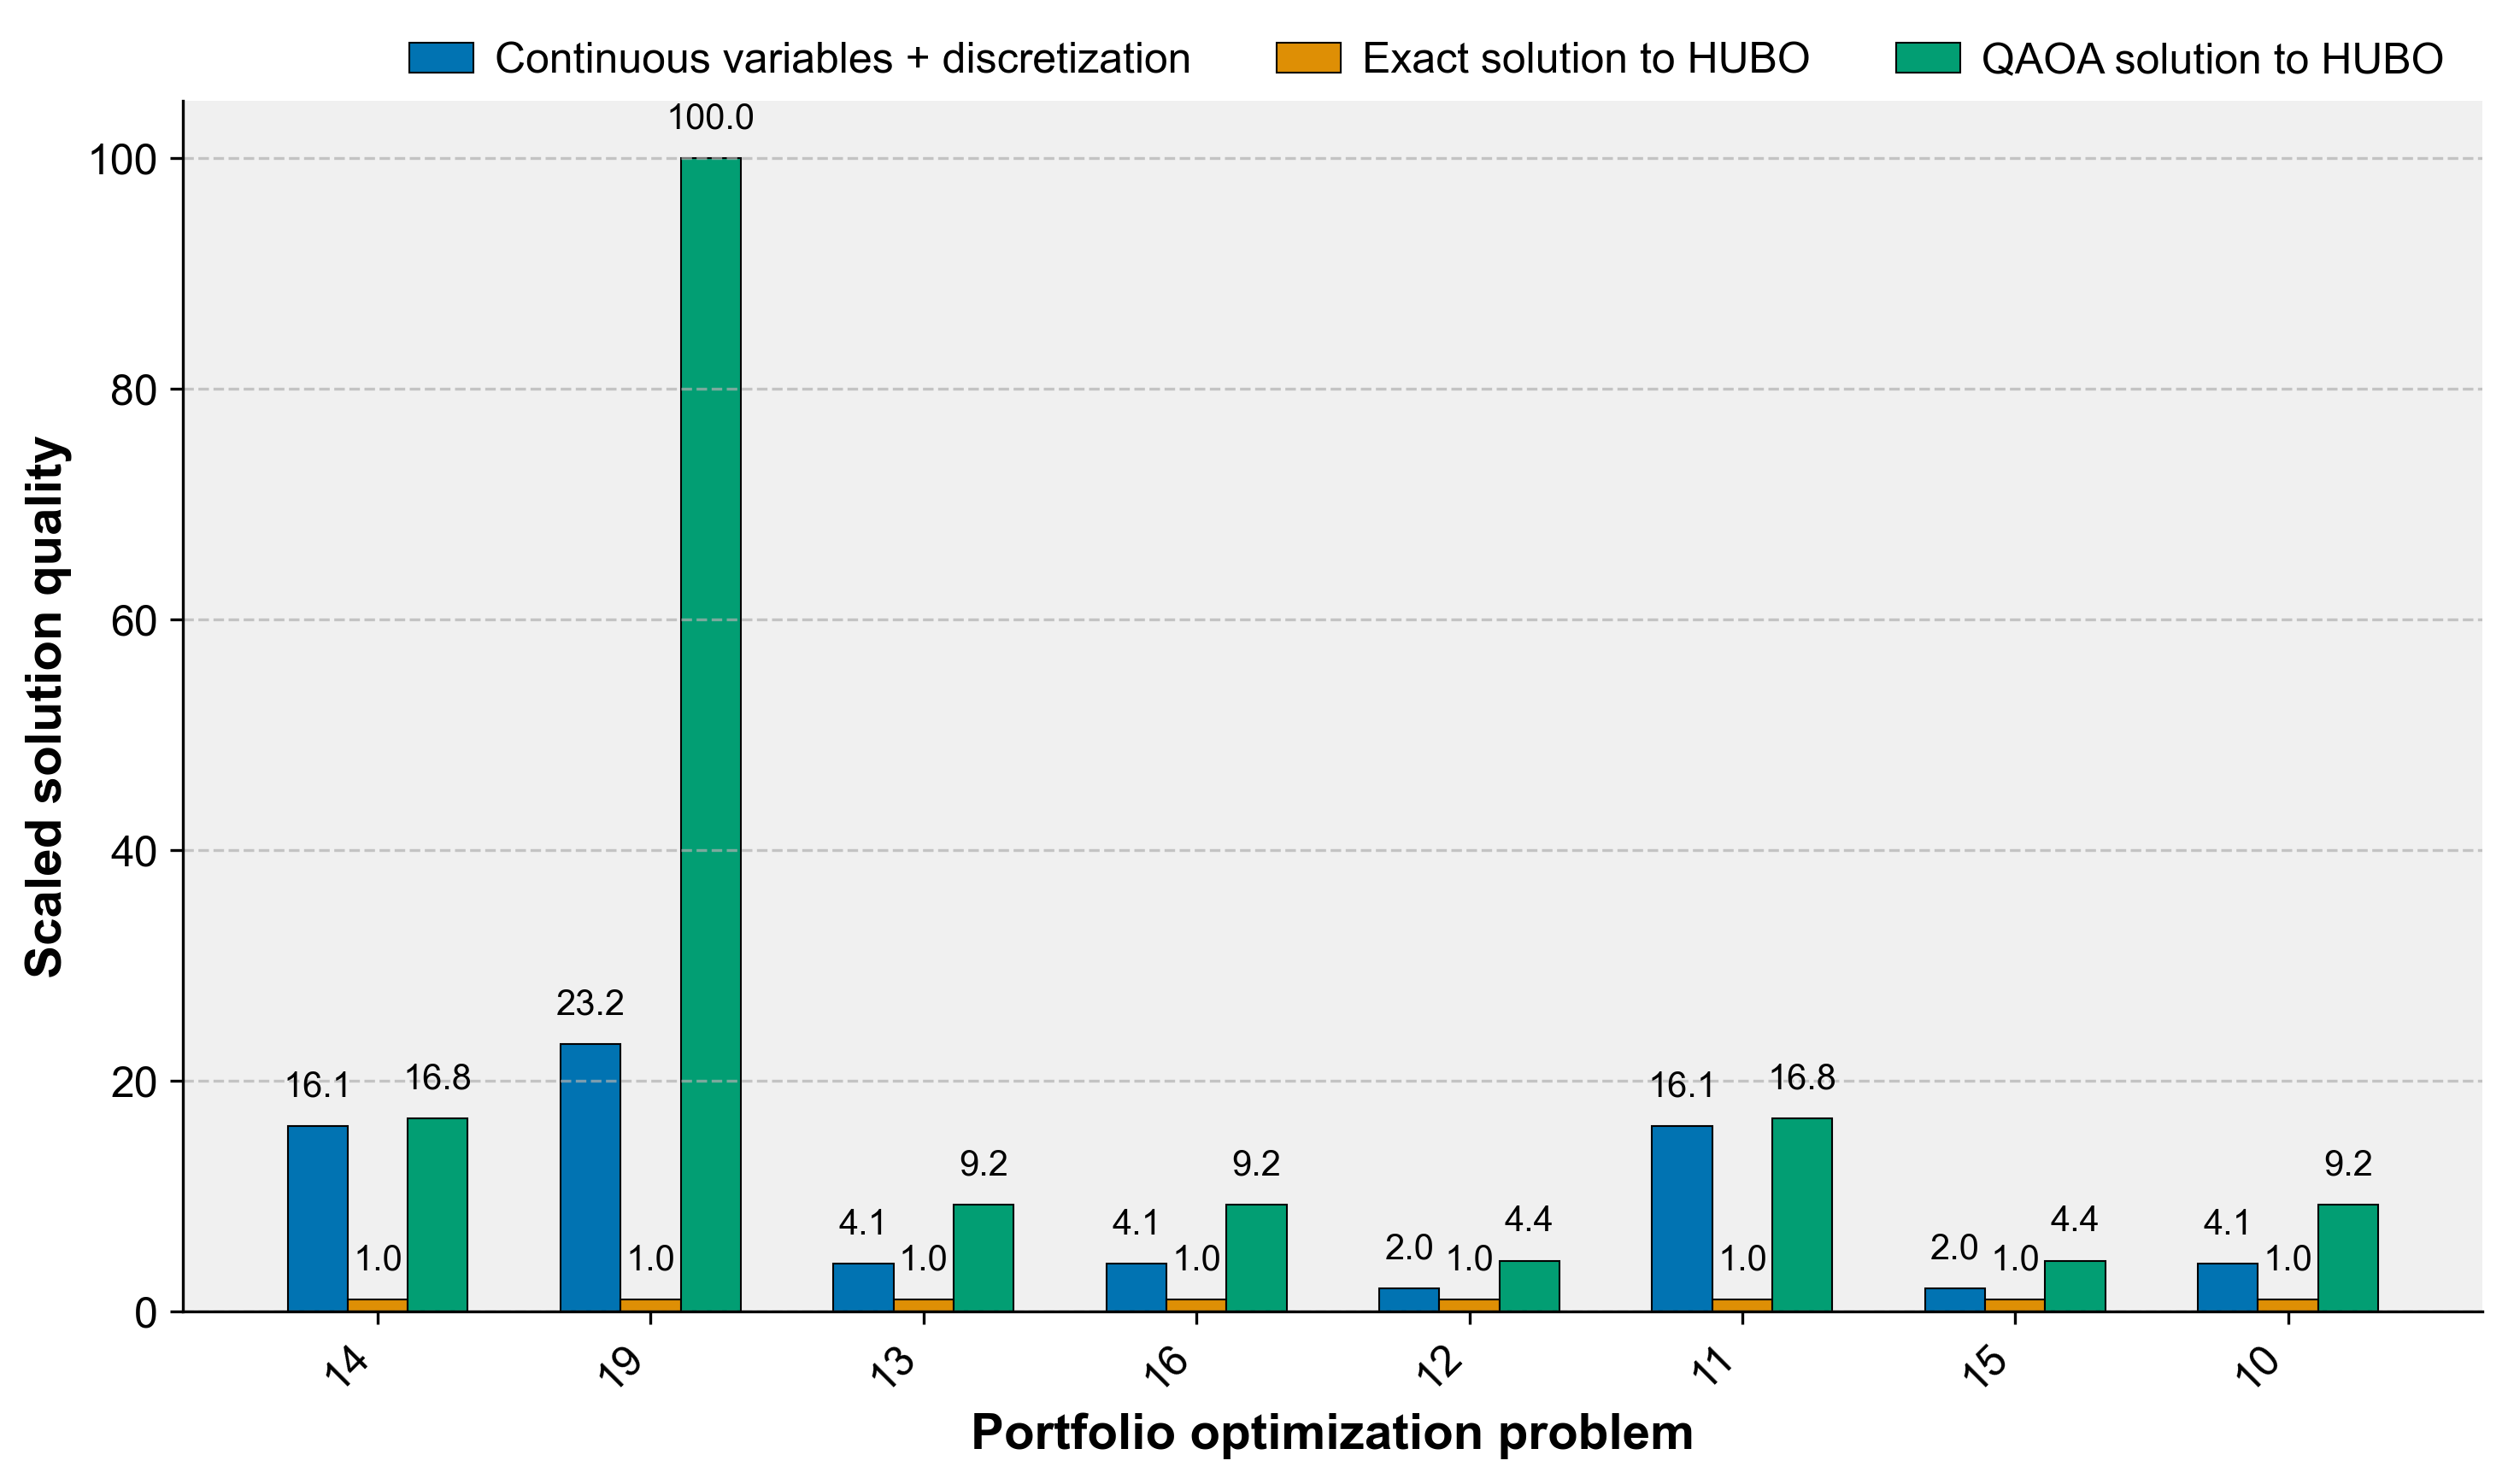 Continuous variables + discretization Exact solution to HUBO QAOA solution to HUBO
100.0
100
80
60
40
20
0
Scaled solution quality
16.1 1.0 16.8
23.2 1.0
4.1 1.0 9.2
4.1 1.0 9.2
2.0 1.0 4.4
16.1 1.0 16.8
2.0 1.0 4.4
4.1 1.0 9.2
14 19 13 16 12 11 15 10
Portfolio optimization problem